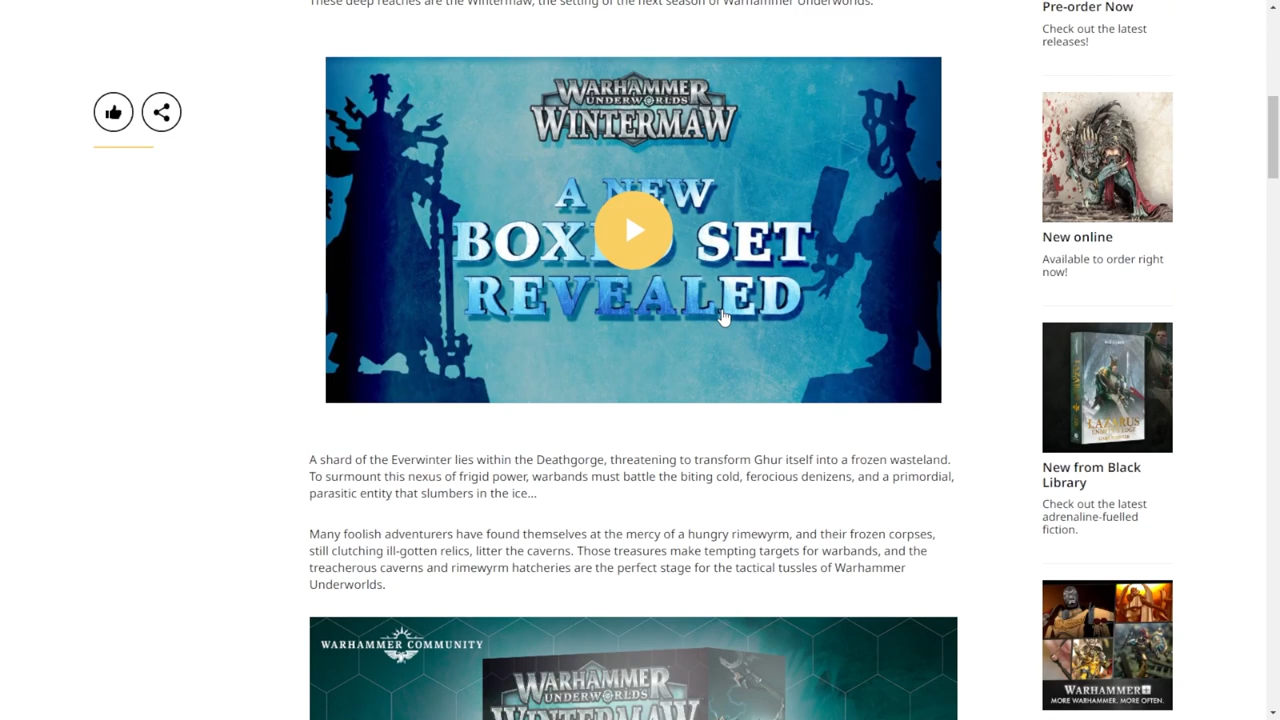 These deep reaches are the Wintermaw, the setting of the next season of Warhammer Underworlds.
Pre-order Now
Check out the latest
releases!
WARHAMMER
UNDERWORLDS
WINTERMAW
A NEW
BOXED SET
REVEALED
New online
Available to order right
now!
LAZARUS
New from Black
Library
Check out the latest
adrenaline-fuelled
fiction.
A shard of the Everwinter lies within the Deathgorge, threatening to transform Ghur itself into a frozen wasteland.
To surmount this nexus of frigid power, warbands must battle the biting cold, ferocious denizens, and a primordial,
parasitic entity that slumbers in the ice...
Many foolish adventurers have found themselves at the mercy of a hungry rimewyrm, and their frozen corpses,
still clutching ill-gotten relics, litter the caverns. Those treasures make tempting targets for warbands, and the
treacherous caverns and rimewyrm hatcheries are the perfect stage for the tactical tussles of Warhammer
Underworlds.
WARHAMMER COMMUNITY
WARHAMMER
UNDERWORLDS
WINTERMAW
WARHAMMER+
MORE WARHAMMER. MORE OFTEN.